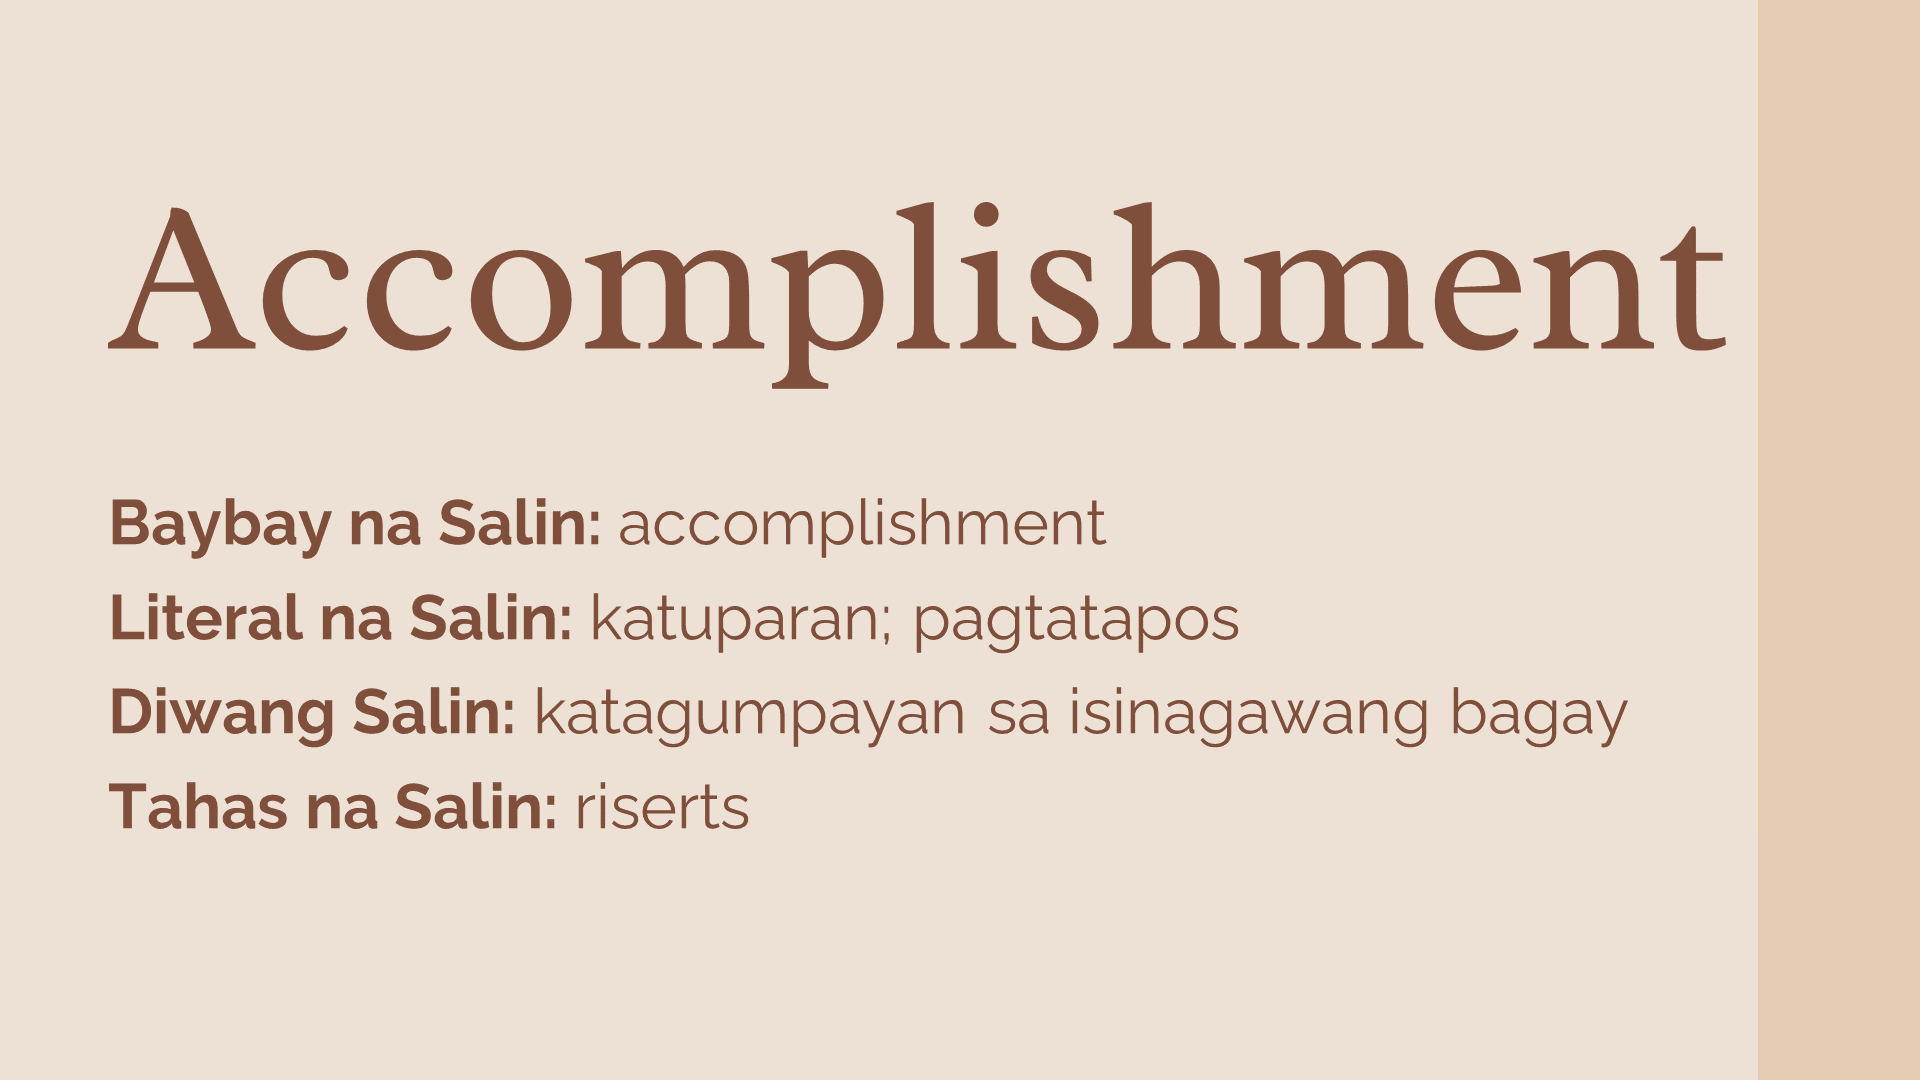 Accomplishment
Baybay na Salin: accomplishment
Literal na Salin: katuparan; pagtatapos
Diwang Salin: katagumpayan sa isinagawang bagay
Tahas na Salin: riserts